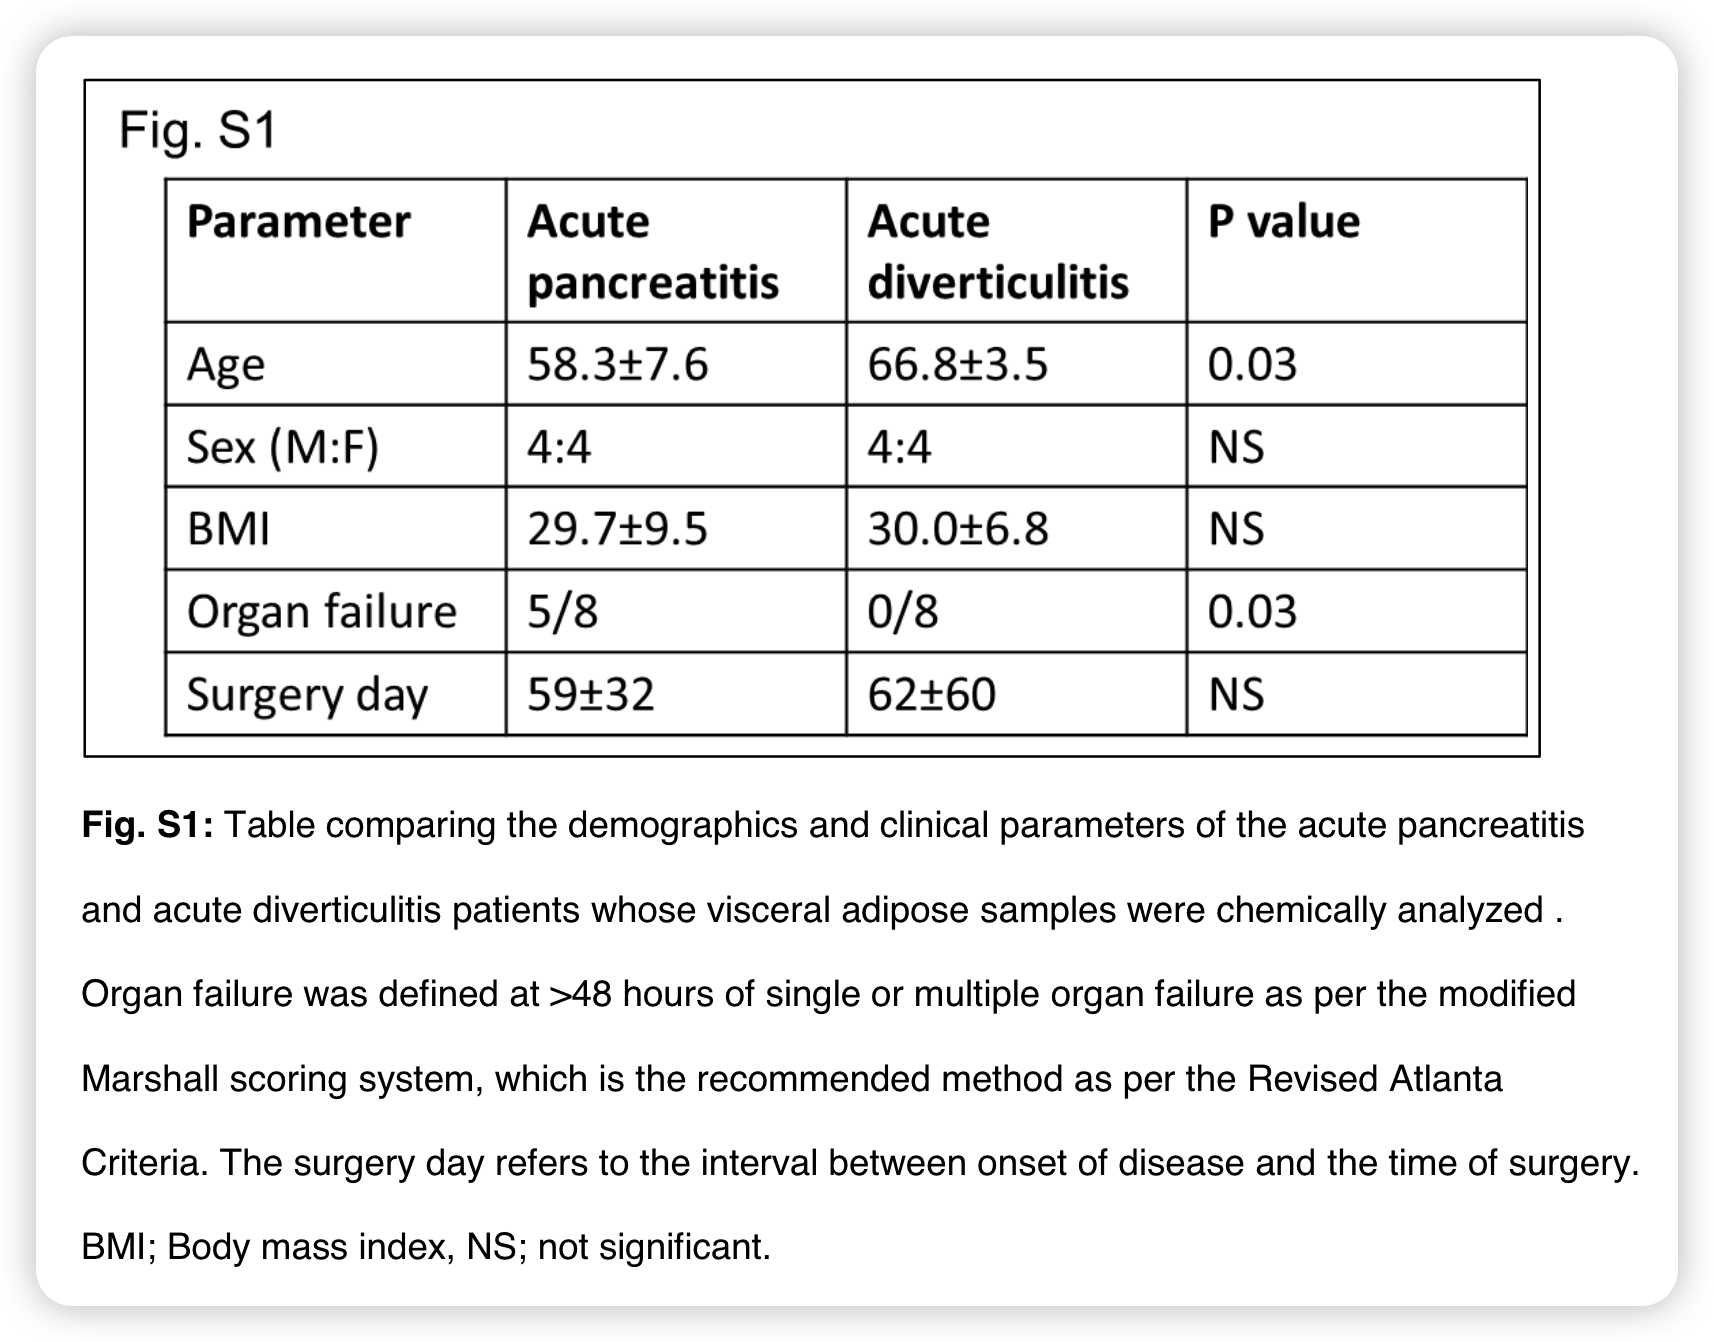 Fig. S1
Parameter Acute pancreatitis Acute diverticulitis P value
Age 58.3±7.6 66.8±3.5 0.03
Sex (M:F) 4:4 4:4 NS
BMI 29.7±9.5 30.0±6.8 NS
Organ failure 5/8 0/8 0.03
Surgery day 59±32 62±60 NS
Fig. S1: Table comparing the demographics and clinical parameters of the acute pancreatitis
and acute diverticulitis patients whose visceral adipose samples were chemically analyzed .
Organ failure was defined at >48 hours of single or multiple organ failure as per the modified
Marshall scoring system, which is the recommended method as per the Revised Atlanta
Criteria. The surgery day refers to the interval between onset of disease and the time of surgery.
BMI; Body mass index, NS; not significant.